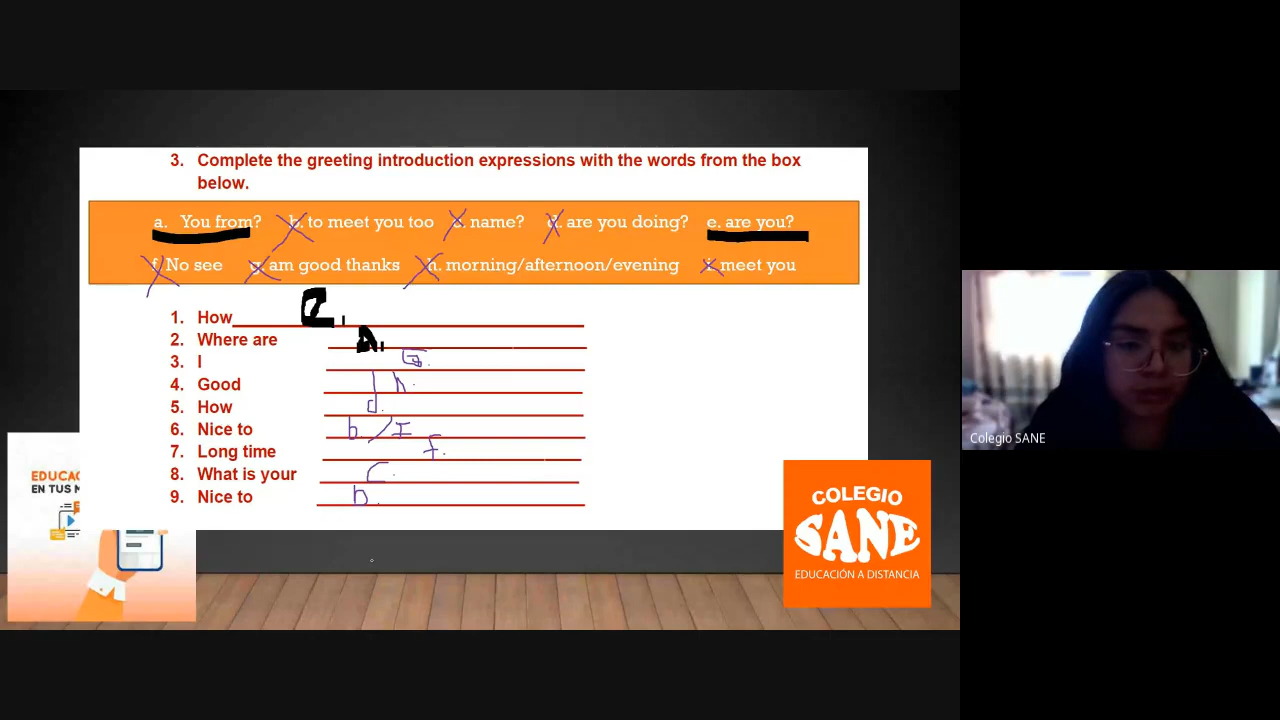 3. Complete the greeting introduction expressions with the words from the box
below.
a. You from? b. to meet you too c. name? d. are you doing? e. are you?
f. No see g. am good thanks h. morning/afternoon/evening i. meet you
1. How e.
2. Where are a.
3. I G.
4. Good h.
5. How d
6. Nice to b. / I
7. Long time f.
8. What is your C.
9. Nice to b.
EDUCAC
EN TUS M
COLEGIO
SANE
EDUCACIÓN A DISTANCIA
Colegio SANE